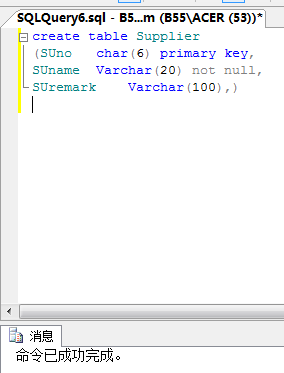 SQLQuery6.sql - B5...m (B55\ACER (53))*
create table Supplier
(SUno char(6) primary key,
SUname Varchar(20) not null,
SUremark Varchar(100),)
消息
命令已成功完成。